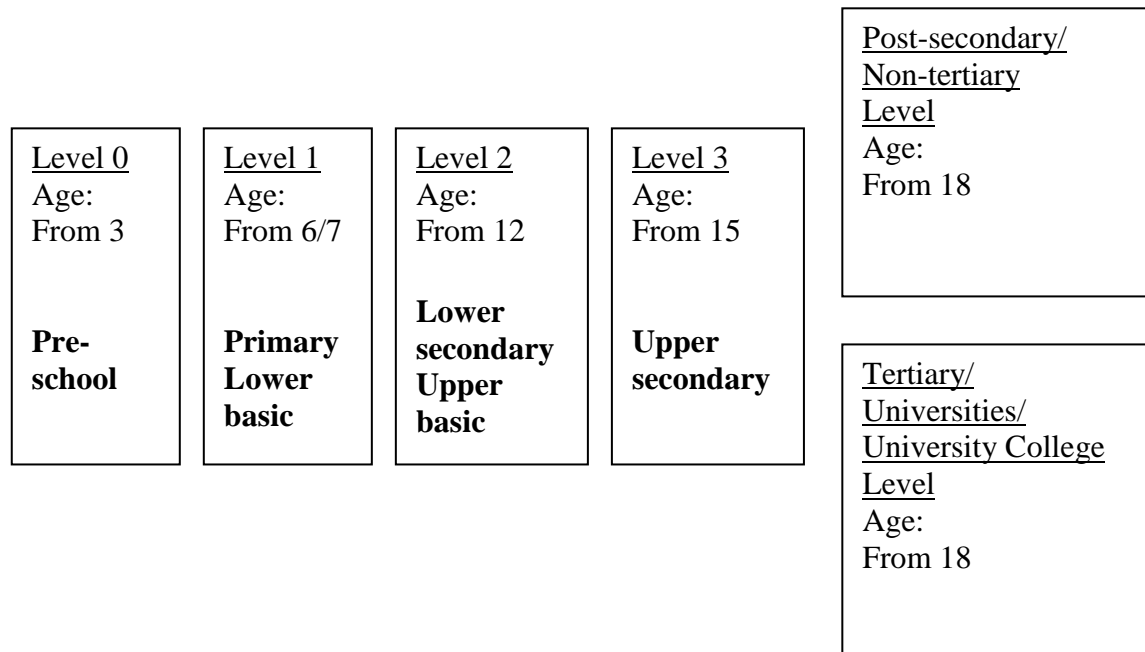 Level 0
Age:
From 3
Pre-
school
Level 1
Age:
From 6/7
Primary
Lower
basic
Level 2
Age:
From 12
Lower
secondary
Upper
basic
Level 3
Age:
From 15
Upper
secondary
Post-secondary/
Non-tertiary
Level
Age:
From 18
Tertiary/
Universities/
University College
Level
Age:
From 18